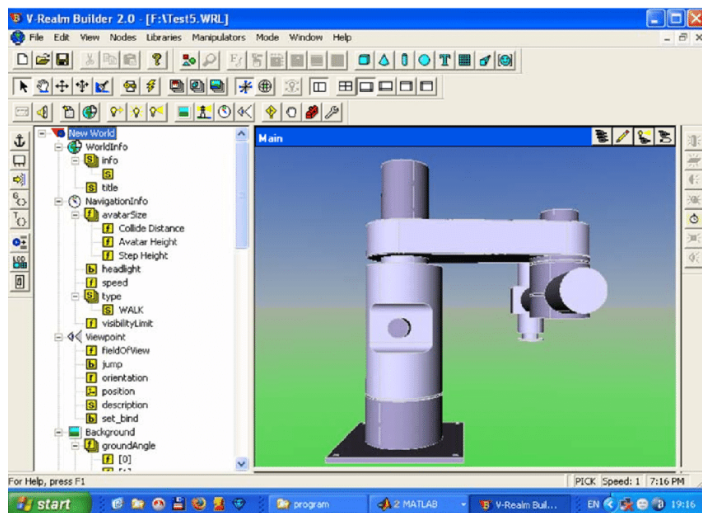 V-Realm Builder 2.0 - [F:\Test5.WRL]
File Edit View Nodes Libraries Manipulators Mode Window Help
New World
WorldInfo
info
title
NavigationInfo
avatarSize
Collide Distance
Avatar Height
Step Height
headlight
speed
type
WALK
visibilityLimit
Viewpoint
fieldOfView
jump
orientation
position
description
set_bind
Background
groundAngle
[0]
Main
For Help, press F1
PICK Speed: 1 7:16 PM
start
program
2 MATLAB
V-Realm Buil...
EN
19:16